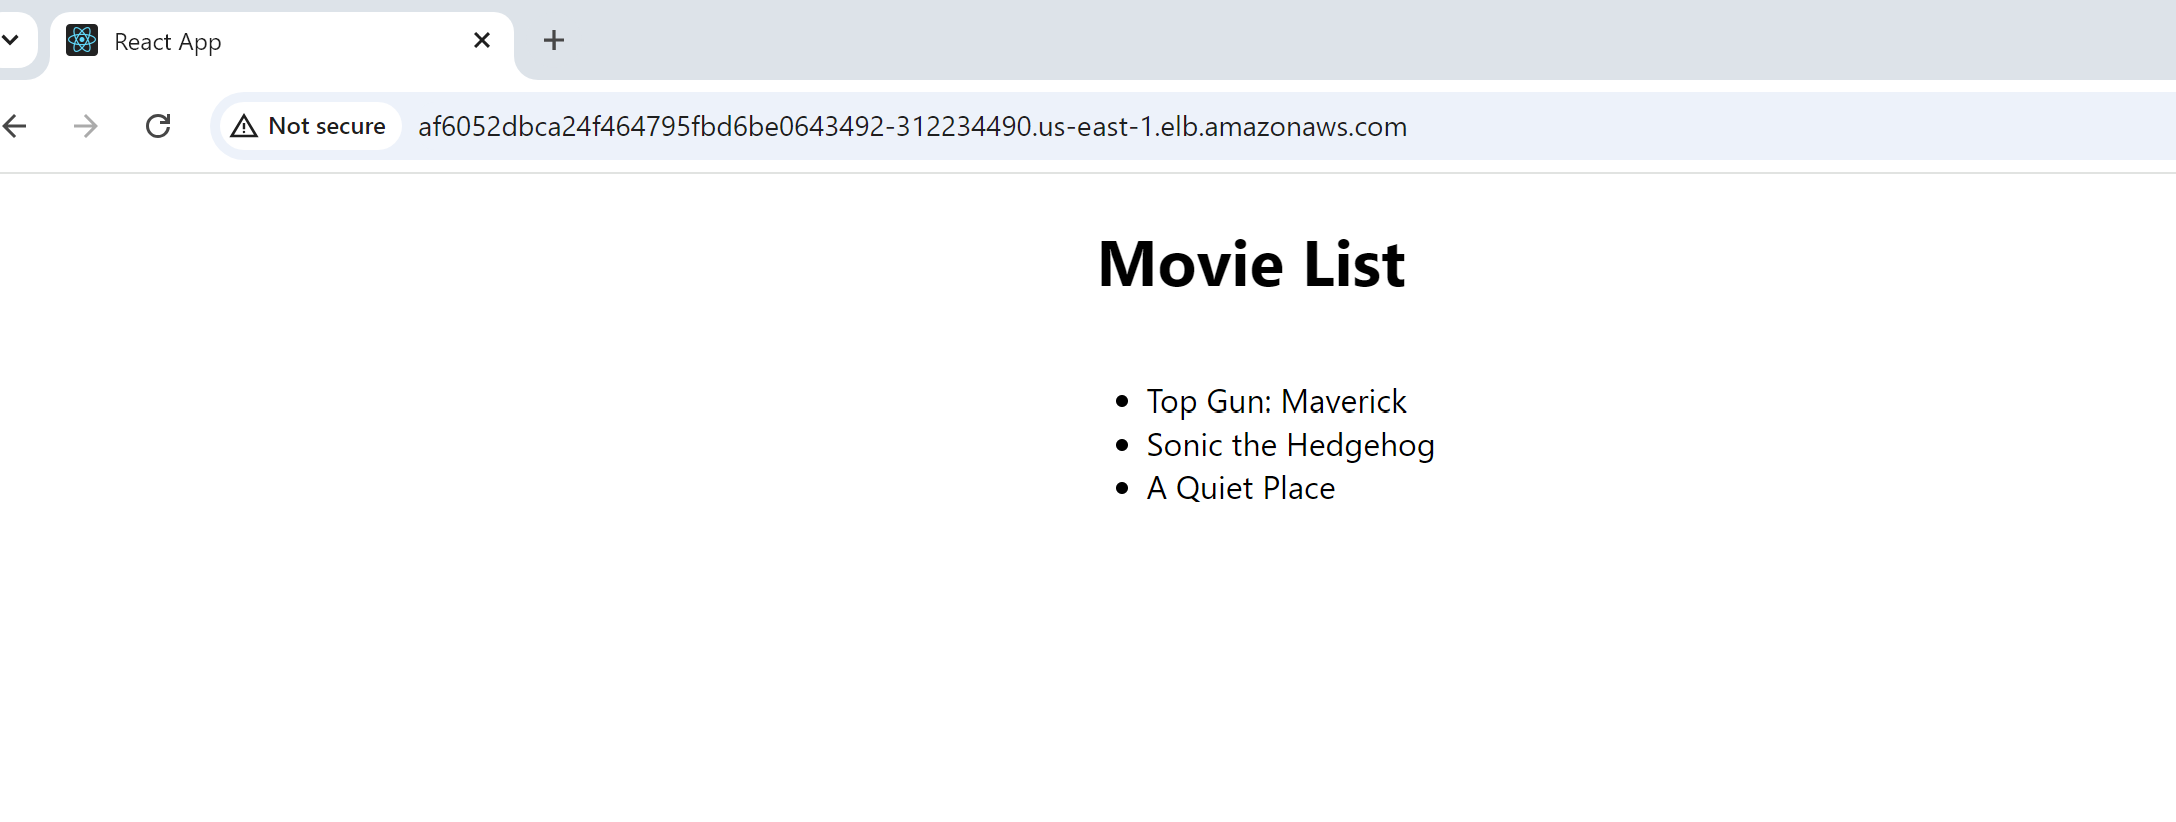 React App
Not secure
af6052dbca24f464795fbd6be0643492-312234490.us-east-1.elb.amazonaws.com
Movie List
Top Gun: Maverick
Sonic the Hedgehog
A Quiet Place